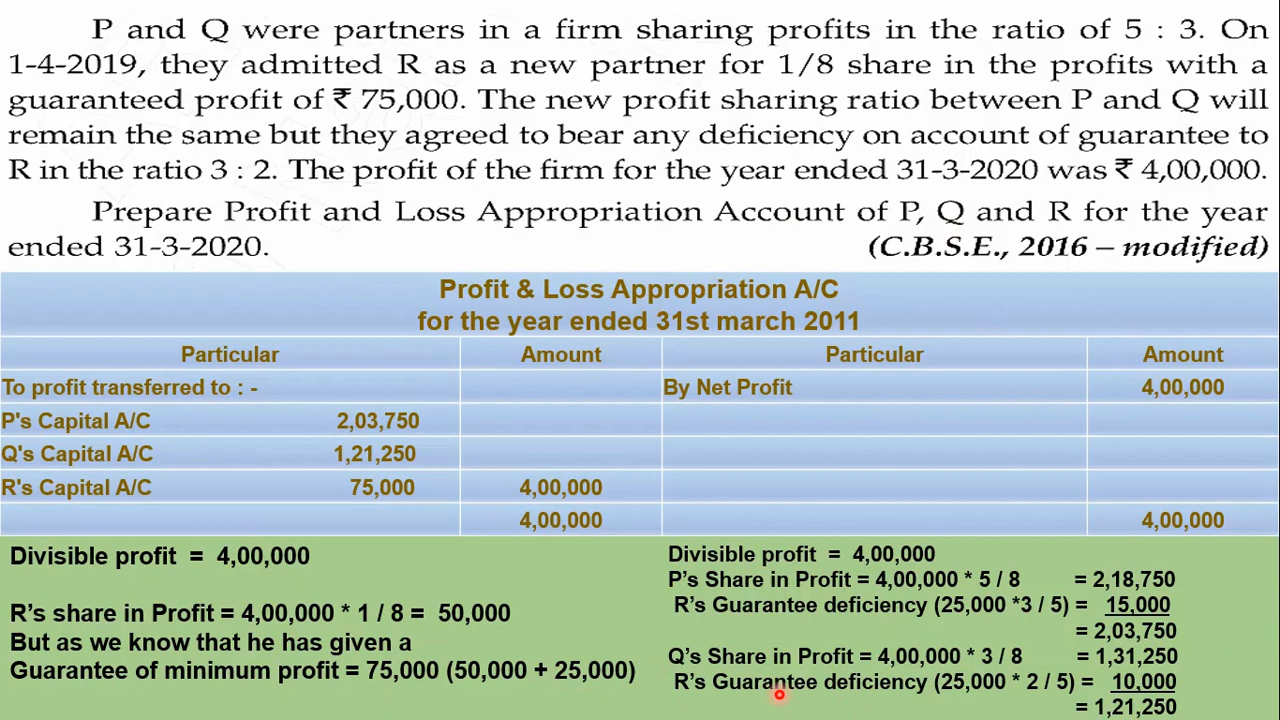 P and Q were partners in a firm sharing profits in the ratio of 5 : 3. On
1-4-2019, they admitted R as a new partner for 1/8 share in the profits with a
guaranteed profit of ₹ 75,000. The new profit sharing ratio between P and Q will
remain the same but they agreed to bear any deficiency on account of guarantee to
R in the ratio 3 : 2. The profit of the firm for the year ended 31-3-2020 was ₹ 4,00,000.
Prepare Profit and Loss Appropriation Account of P, Q and R for the year
ended 31-3-2020. (C.B.S.E., 2016 – modified)
Profit & Loss Appropriation A/C
for the year ended 31st march 2011
Particular Amount Particular Amount
To profit transferred to : - By Net Profit 4,00,000
P's Capital A/C 2,03,750
Q's Capital A/C 1,21,250
R's Capital A/C 75,000 4,00,000
4,00,000 4,00,000
Divisible profit = 4,00,000
R's share in Profit = 4,00,000 * 1 / 8 = 50,000
But as we know that he has given a
Guarantee of minimum profit = 75,000 (50,000 + 25,000)
Divisible profit = 4,00,000
P's Share in Profit = 4,00,000 * 5 / 8 = 2,18,750
R's Guarantee deficiency (25,000 *3 / 5) = 15,000
= 2,03,750
Q's Share in Profit = 4,00,000 * 3 / 8 = 1,31,250
R's Guarantee deficiency (25,000 * 2 / 5) = 10,000
= 1,21,250